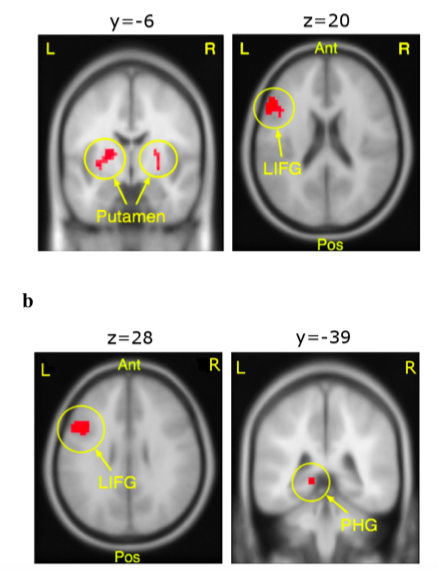 y=-6
z=20
L
R
L
Ant
R
Putamen
LIFG
Pos
b
z=28
y=-39
L
Ant
R
L
R
LIFG
PHG
Pos